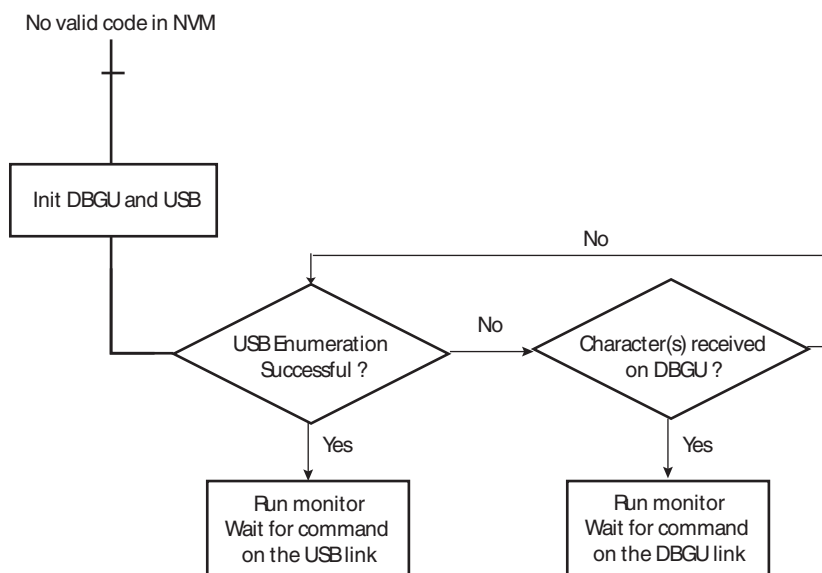 No valid code in NVM
Init DBGU and USB
No
USB Enumeration
Successful ?
No
Character(s) received
on DBGU ?
Yes
Yes
Run monitor
Wait for command
on the USB link
Run monitor
Wait for command
on the DBGU link